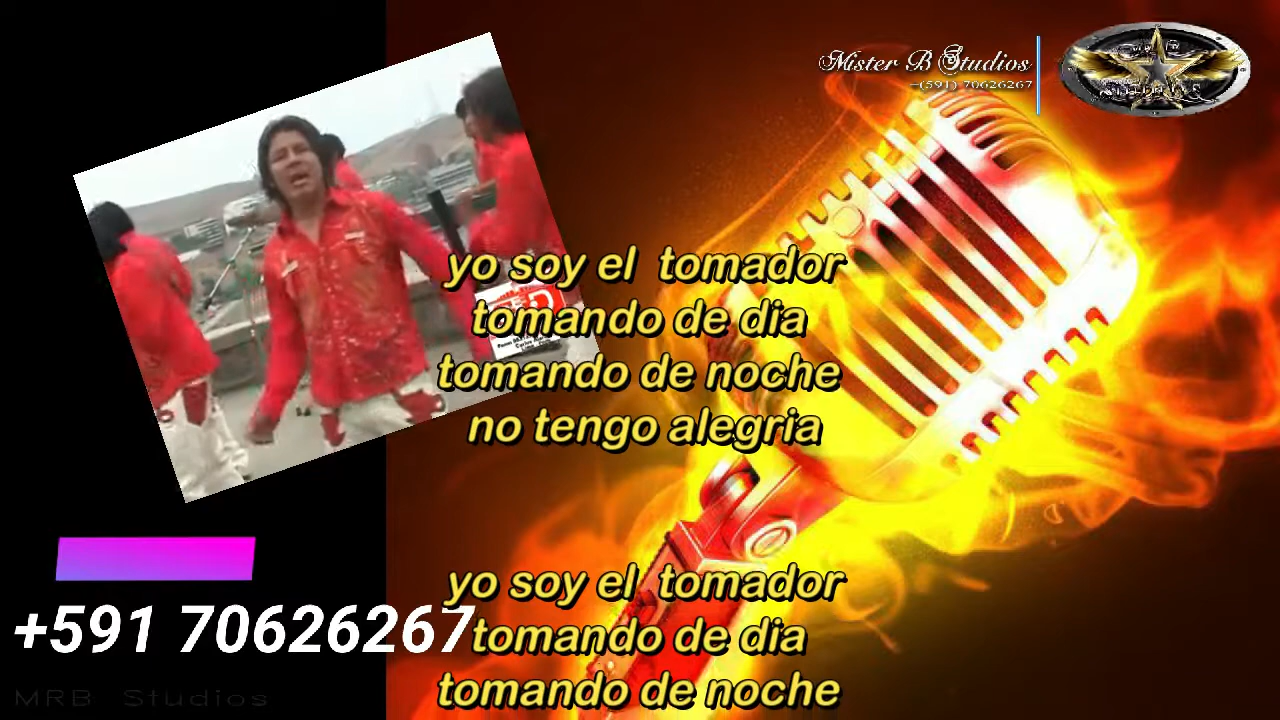 Mister B Studios
+(591) 70626267
yo soy el tomador
tomando de dia
tomando de noche
no tengo alegria
yo soy el tomador
tomando de dia
tomando de noche
+591 70626267
MRB Studios